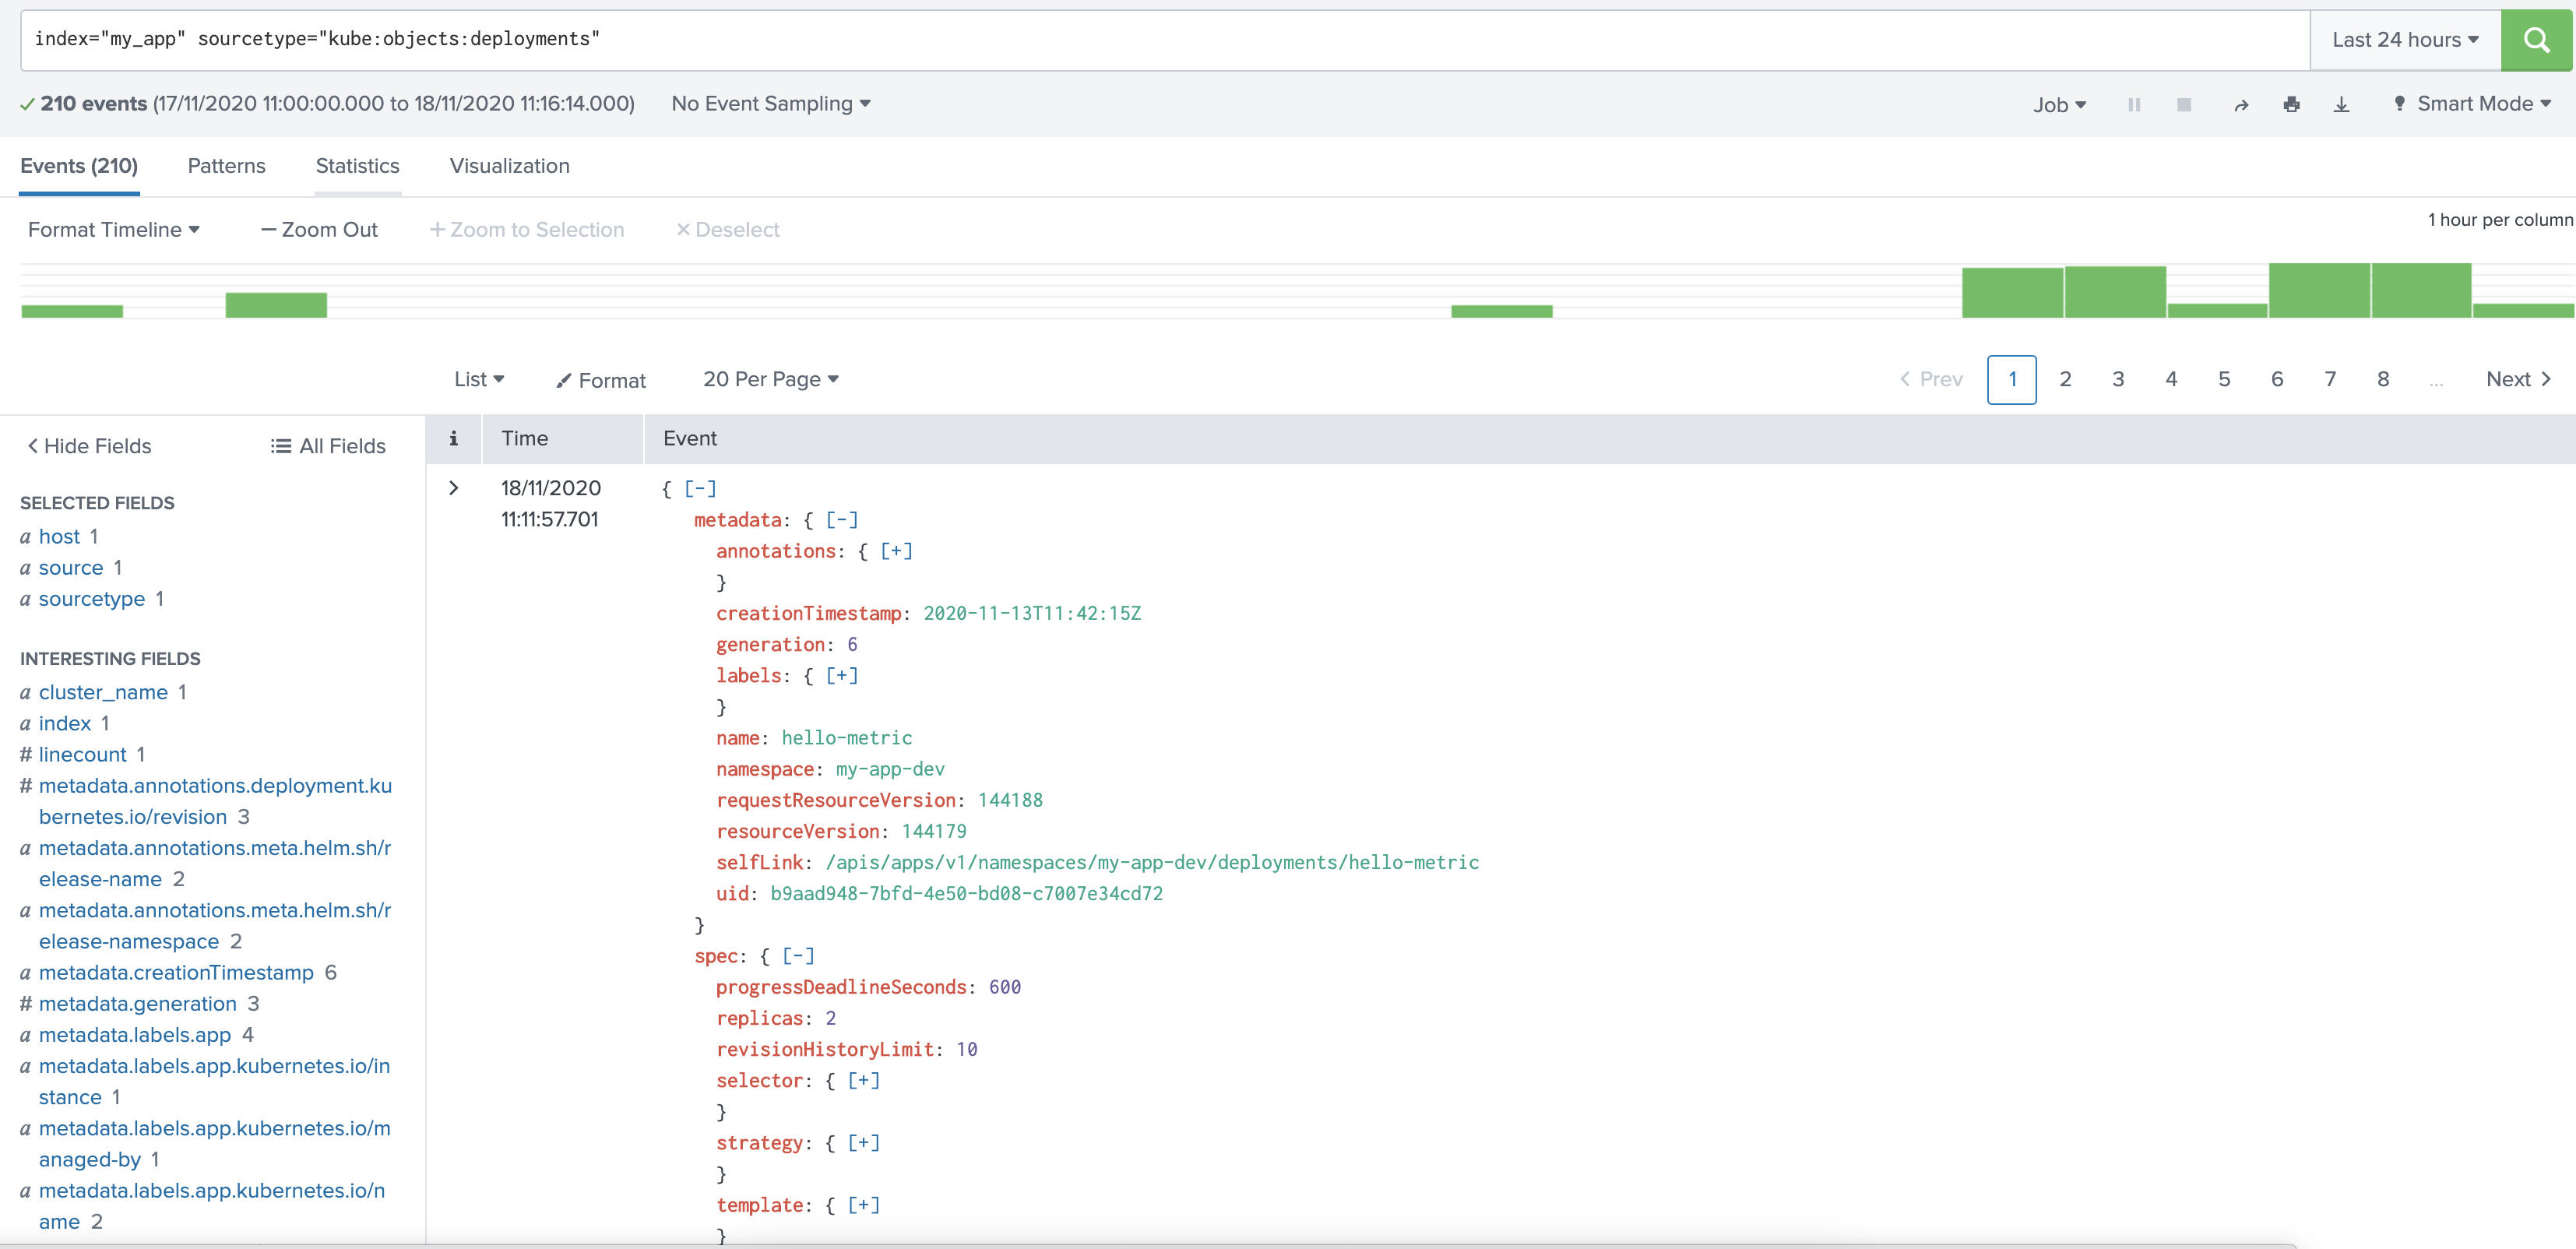 index="my_app" sourcetype="kube:objects:deployments"
Last 24 hours
210 events (17/11/2020 11:00:00.000 to 18/11/2020 11:16:14.000) No Event Sampling
Job Smart Mode
Events (210) Patterns Statistics Visualization
Format Timeline — Zoom Out + Zoom to Selection × Deselect
1 hour per column
List Format 20 Per Page
< Prev 1 2 3 4 5 6 7 8 ... Next >
< Hide Fields All Fields
SELECTED FIELDS
a host 1
a source 1
a sourcetype 1
INTERESTING FIELDS
a cluster_name 1
a index 1
# linecount 1
# metadata.annotations.deployment.ku
bernetes.io/revision 3
a metadata.annotations.meta.helm.sh/r
elease-name 2
a metadata.annotations.meta.helm.sh/r
elease-namespace 2
a metadata.creationTimestamp 6
# metadata.generation 3
a metadata.labels.app 4
a metadata.labels.app.kubernetes.io/in
stance 1
a metadata.labels.app.kubernetes.io/m
anaged-by 1
a metadata.labels.app.kubernetes.io/n
ame 2
i Time Event
> 18/11/2020
11:11:57.701
{ [-]
metadata: { [-]
annotations: { [+]
}
creationTimestamp: 2020-11-13T11:42:15Z
generation: 6
labels: { [+]
}
name: hello-metric
namespace: my-app-dev
requestResourceVersion: 144188
resourceVersion: 144179
selfLink: /apis/apps/v1/namespaces/my-app-dev/deployments/hello-metric
uid: b9aad948-7bfd-4e50-bd08-c7007e34cd72
}
spec: { [-]
progressDeadlineSeconds: 600
replicas: 2
revisionHistoryLimit: 10
selector: { [+]
}
strategy: { [+]
}
template: { [+]
}